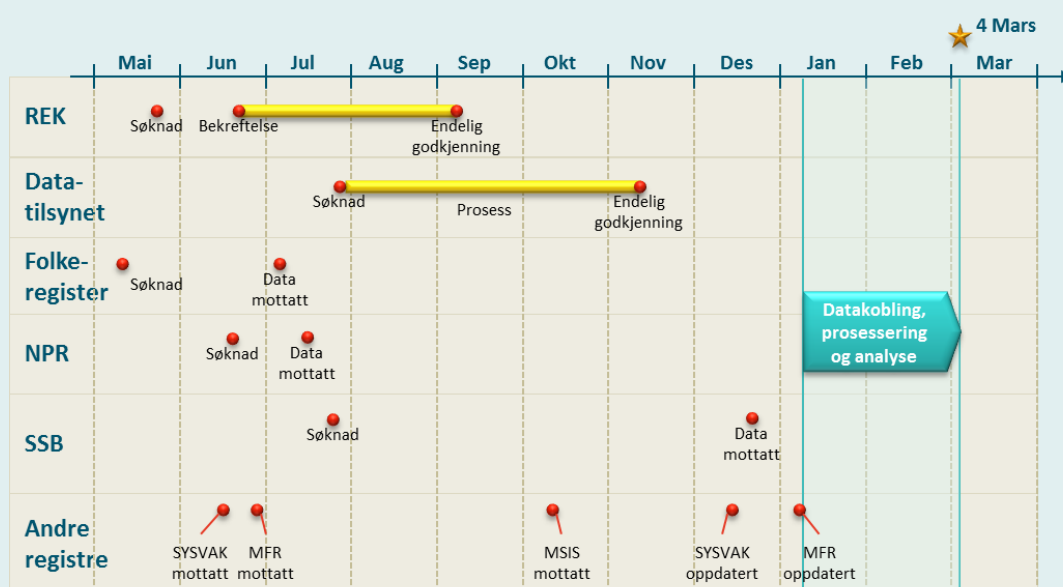 4 Mars
Mai Jun Jul Aug Sep Okt Nov Des Jan Feb Mar
REK
Søknad Bekreftelse Endelig
godkjenning
Data-
tilsynet
Søknad Prosess Endelig
godkjenning
Folke-
register
Søknad Data
mottatt
Datakobling,
prosessering
og analyse
NPR
Søknad Data
mottatt
SSB
Søknad Data
mottatt
Andre
registre
SYSVAK
mottatt
MFR
mottatt
MSIS
mottatt
SYSVAK
oppdatert
MFR
oppdatert